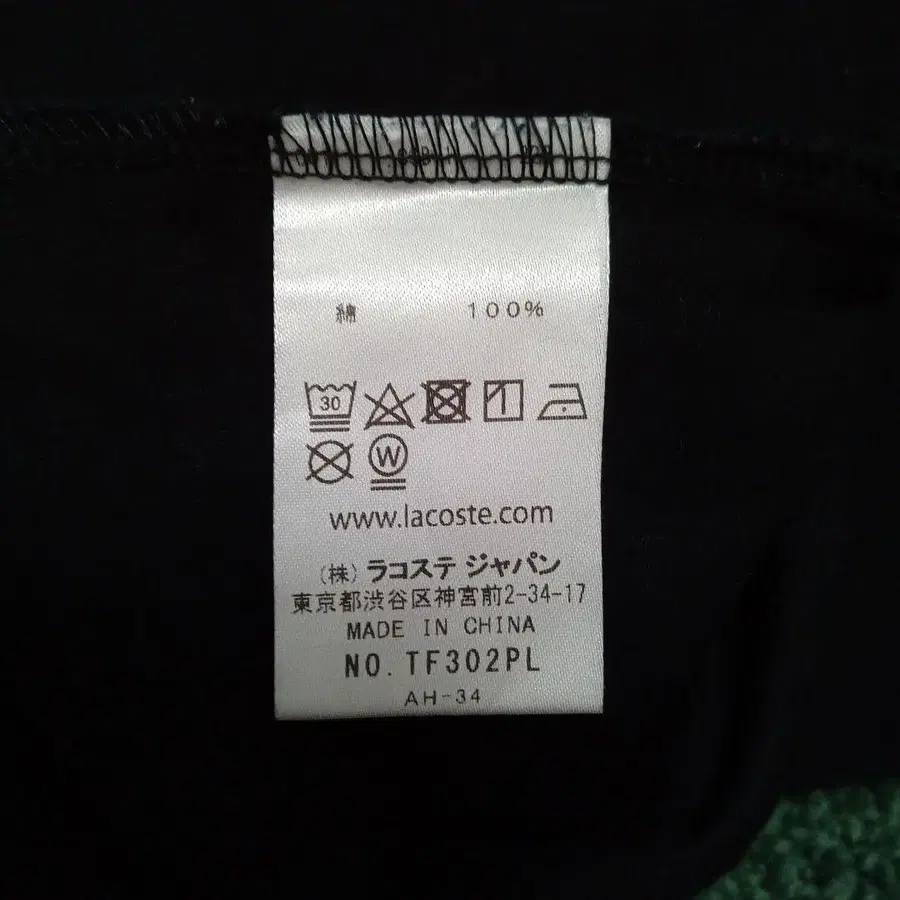 綿 100%
30
W
www.lacoste.com
(株) ラコステ ジャパン
東京都渋谷区神宮前2-34-17
MADE IN CHINA
NO. TF302PL
AH-34